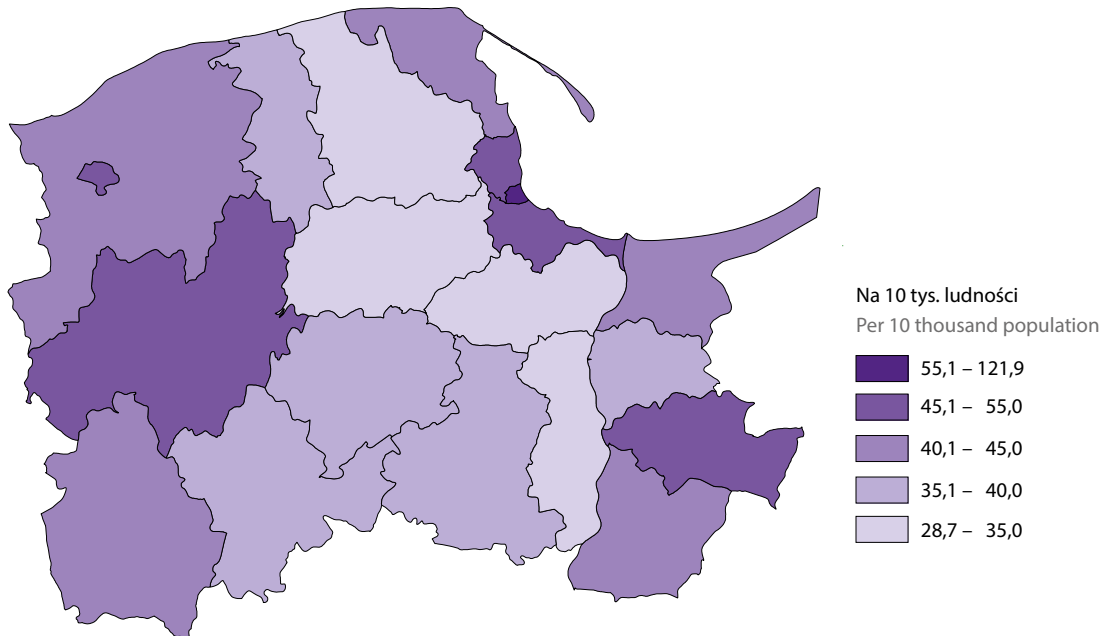 Na 10 tys. ludności
Per 10 thousand population
55,1 – 121,9
45,1 – 55,0
40,1 – 45,0
35,1 – 40,0
28,7 – 35,0